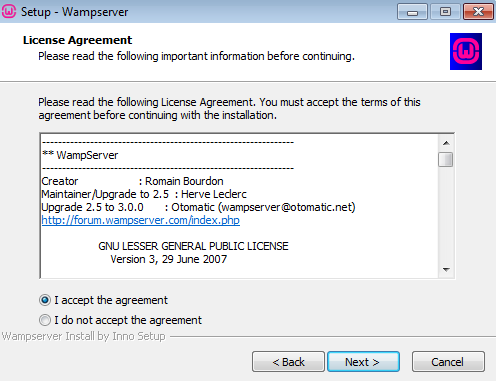 Setup - Wampserver
License Agreement
Please read the following important information before continuing.
Please read the following License Agreement. You must accept the terms of this
agreement before continuing with the installation.
------------------------------------------------------------
** WampServer
------------------------------------------------------------
Creator : Romain Bourdon
Maintainer/Upgrade to 2.5 : Herve Leclerc
Upgrade 2.5 to 3.0.0 : Otomatic (wampserver@otomatic.net)
http://forum.wampserver.com/index.php
GNU LESSER GENERAL PUBLIC LICENSE
Version 3, 29 June 2007
I accept the agreement
I do not accept the agreement
Wampserver Install by Inno Setup
< Back Next > Cancel